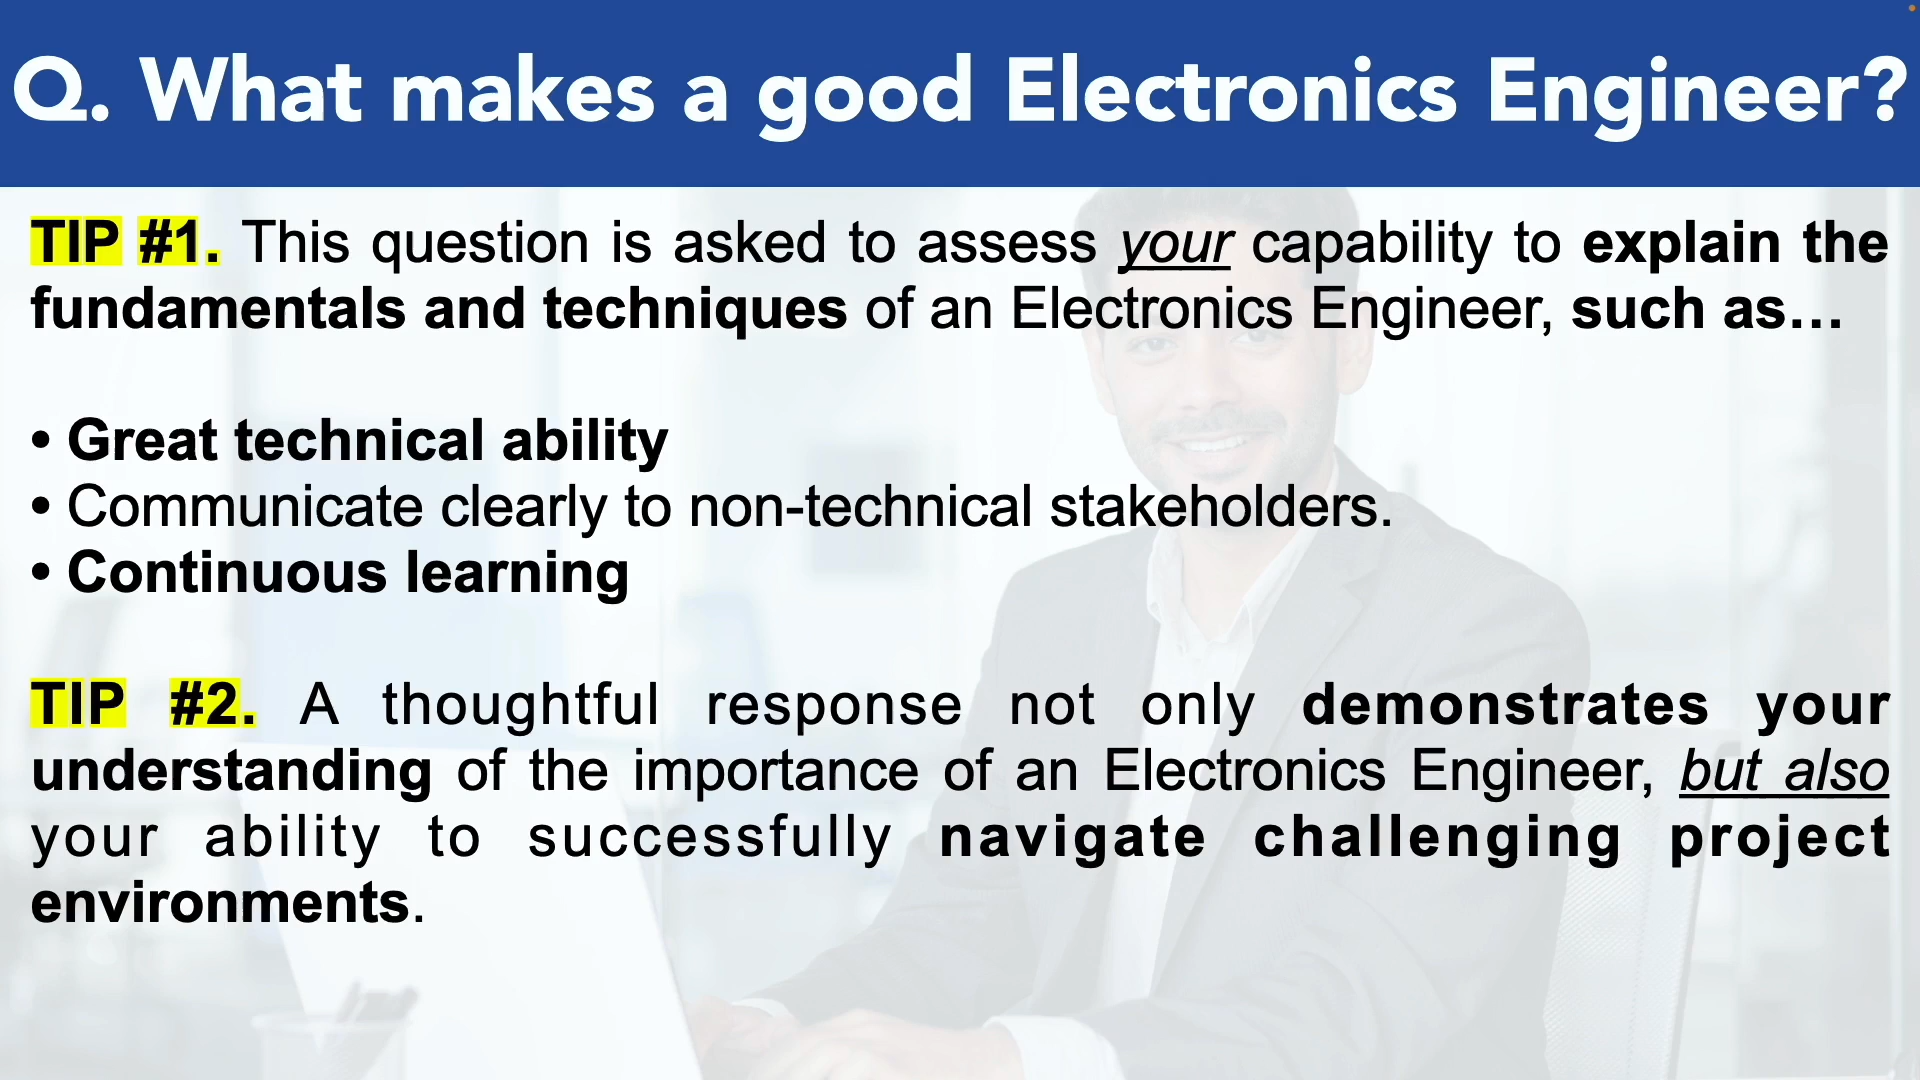 Q. What makes a good Electronics Engineer?
TIP #1. This question is asked to assess your capability to explain the
fundamentals and techniques of an Electronics Engineer, such as…
• Great technical ability
• Communicate clearly to non-technical stakeholders.
• Continuous learning
TIP #2. A thoughtful response not only demonstrates your
understanding of the importance of an Electronics Engineer, but also
your ability to successfully navigate challenging project
environments.